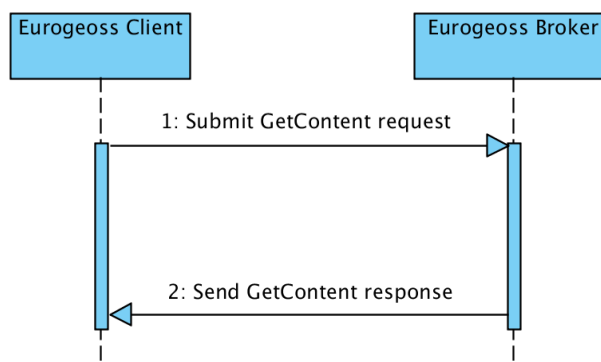 Eurogeoss Client
Eurogeoss Broker
1: Submit GetContent request
2: Send GetContent response